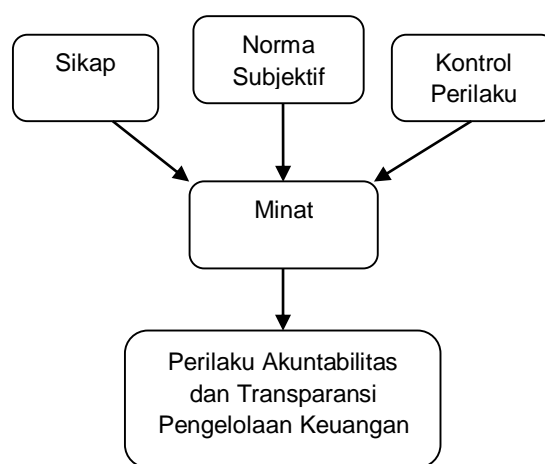 Sikap
Norma
Subjektif
Kontrol
Perilaku
Minat
Perilaku Akuntabilitas
dan Transparansi
Pengelolaan Keuangan